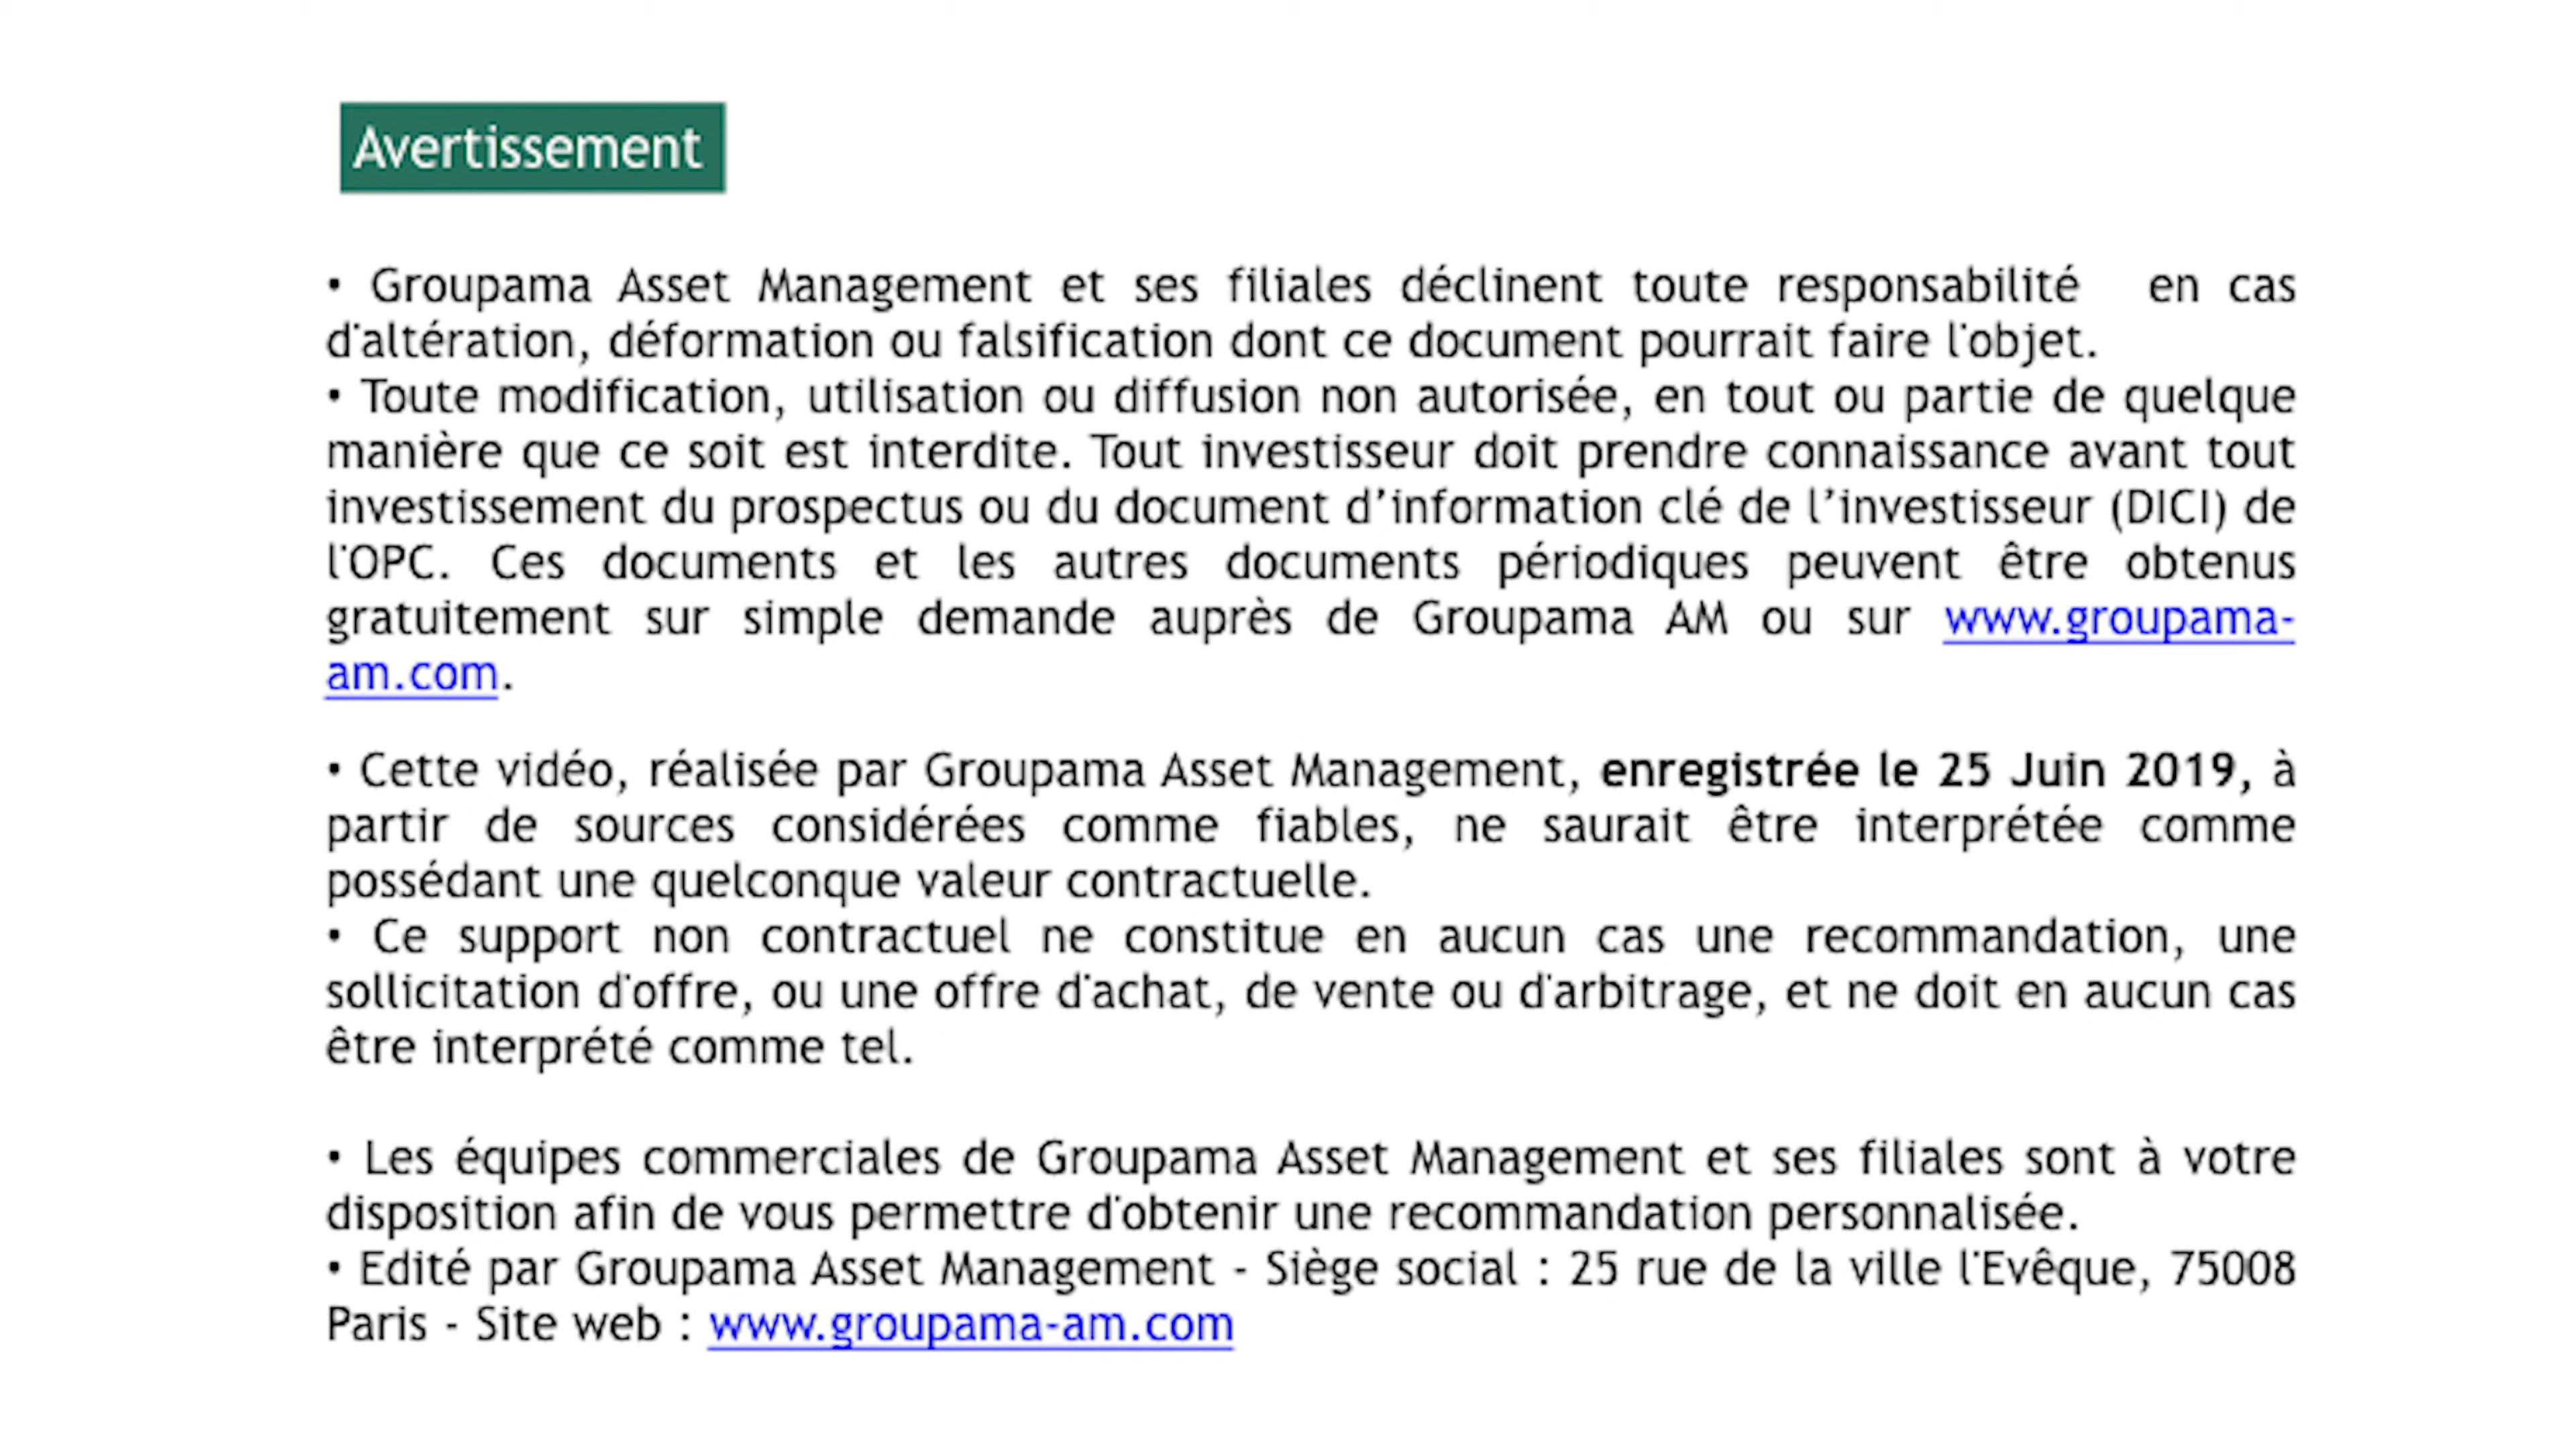 Avertissement
• Groupama Asset Management et ses filiales déclinent toute responsabilité en cas
d'altération, déformation ou falsification dont ce document pourrait faire l'objet.
• Toute modification, utilisation ou diffusion non autorisée, en tout ou partie de quelque
manière que ce soit est interdite. Tout investisseur doit prendre connaissance avant tout
investissement du prospectus ou du document d’information clé de l’investisseur (DICI) de
l'OPC. Ces documents et les autres documents périodiques peuvent être obtenus
gratuitement sur simple demande auprès de Groupama AM ou sur www.groupama-
am.com.
• Cette vidéo, réalisée par Groupama Asset Management, enregistrée le 25 Juin 2019, à
partir de sources considérées comme fiables, ne saurait être interprétée comme
possédant une quelconque valeur contractuelle.
• Ce support non contractuel ne constitue en aucun cas une recommandation, une
sollicitation d'offre, ou une offre d'achat, de vente ou d'arbitrage, et ne doit en aucun cas
être interprété comme tel.
• Les équipes commerciales de Groupama Asset Management et ses filiales sont à votre
disposition afin de vous permettre d'obtenir une recommandation personnalisée.
• Edité par Groupama Asset Management - Siège social : 25 rue de la ville l'Evêque, 75008
Paris - Site web : www.groupama-am.com